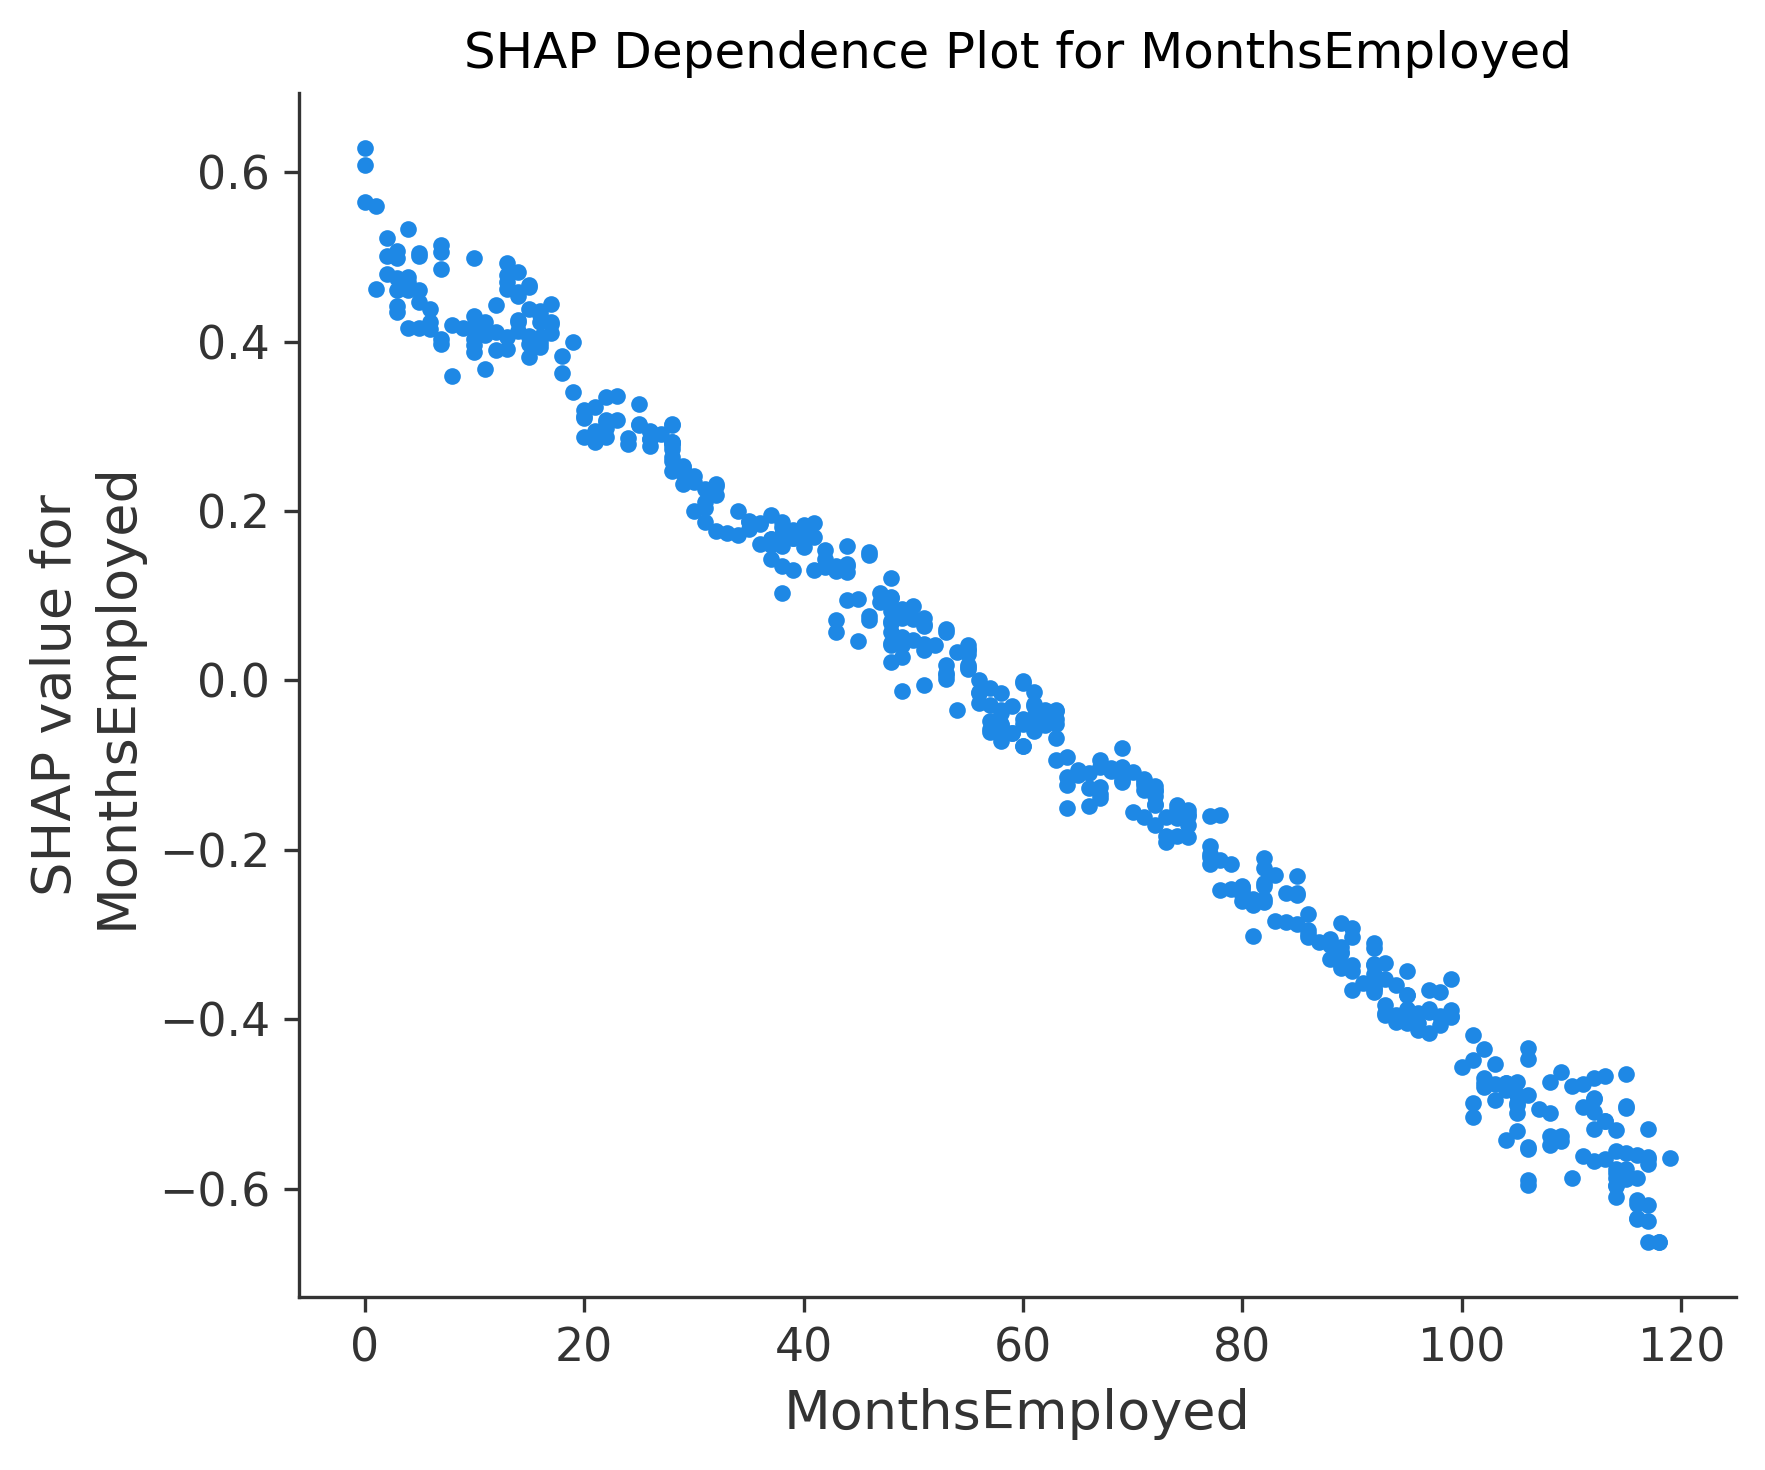 SHAP Dependence Plot for MonthsEmployed
SHAP value for
MonthsEmployed
0.6
0.4
0.2
0.0
−0.2
−0.4
−0.6
0 20 40 60 80 100 120
MonthsEmployed